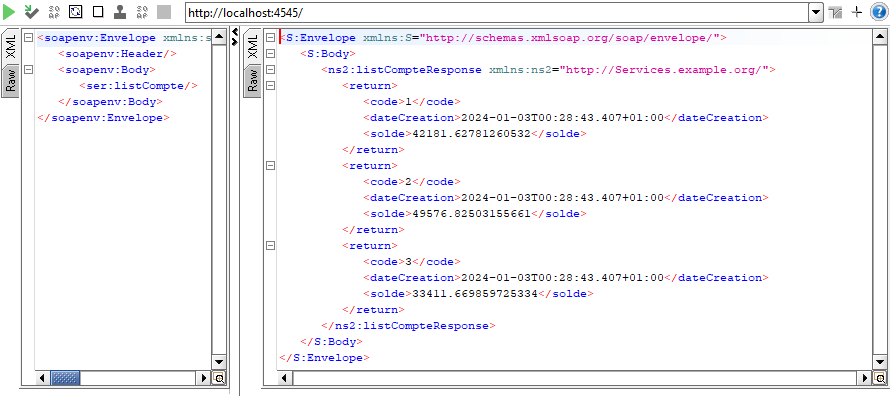 http://localhost:4545/
XML
Raw
<soapenv:Envelope xmlns:s
<soapenv:Header/>
<soapenv:Body>
<ser:listCompte/>
</soapenv:Body>
</soapenv:Envelope>
XML
Raw
<S:Envelope xmlns:S="http://schemas.xmlsoap.org/soap/envelope/">
<S:Body>
<ns2:listCompteResponse xmlns:ns2="http://Services.example.org/">
<return>
<code>1</code>
<dateCreation>2024-01-03T00:28:43.407+01:00</dateCreation>
<solde>42181.62781260532</solde>
</return>
<return>
<code>2</code>
<dateCreation>2024-01-03T00:28:43.407+01:00</dateCreation>
<solde>49576.82503155661</solde>
</return>
<return>
<code>3</code>
<dateCreation>2024-01-03T00:28:43.407+01:00</dateCreation>
<solde>33411.669859725334</solde>
</return>
</ns2:listCompteResponse>
</S:Body>
</S:Envelope>